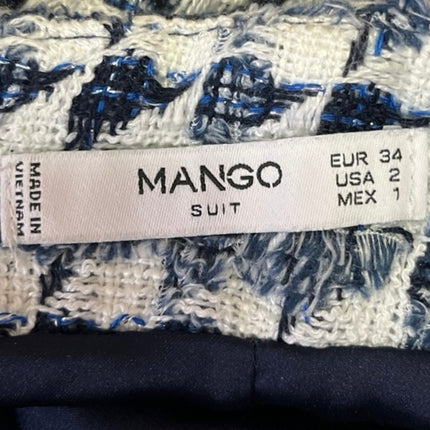 MADE IN
VIETNAM
MANGO
SUIT
EUR 34
USA 2
MEX 1